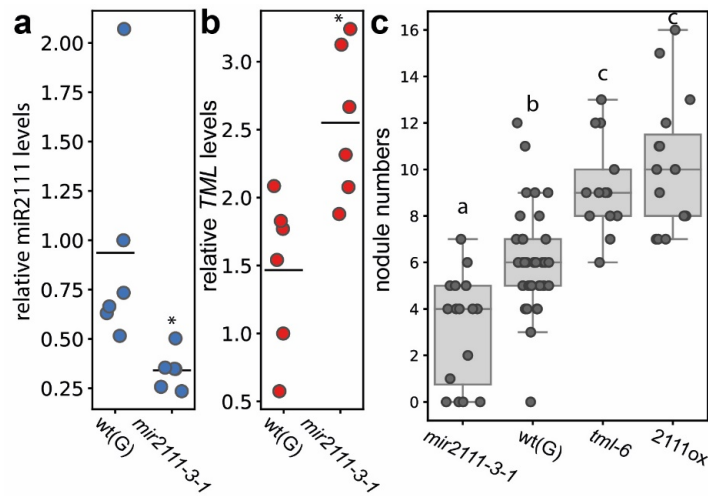 a
relative miR2111 levels
2.00
1.75
1.50
1.25
1.00
0.75
0.50
0.25
*
wt(G)
mir2111-3-1
b
relative TML levels
3.0
2.5
2.0
1.5
1.0
0.5
*
wt(G)
mir2111-3-1
c
nodule numbers
16
14
12
10
8
6
4
2
0
a
b
c
c
mir2111-3-1
wt(G)
tml-6
2111ox